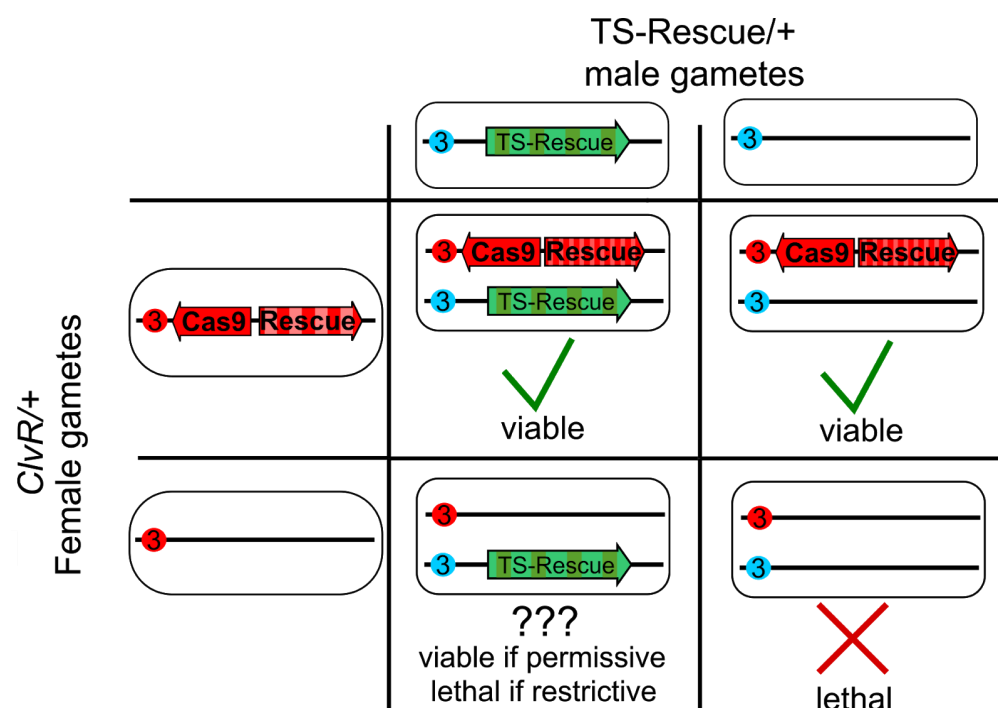 TS-Rescue/+
male gametes
3 TS-Rescue
3
ClvR/+
Female gametes
3 Cas9 Rescue
3 Cas9 Rescue
3 TS-Rescue
viable
3 Cas9 Rescue
3
viable
3
3
3 TS-Rescue
???
viable if permissive
lethal if restrictive
3
3
lethal